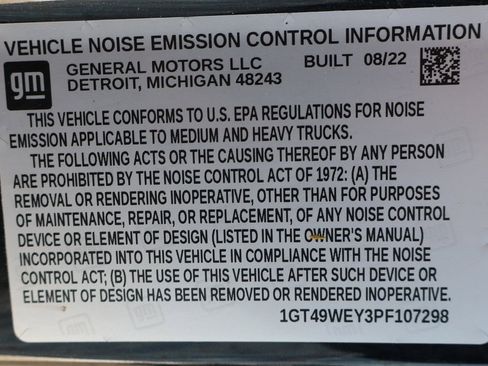 VEHICLE NOISE EMISSION CONTROL INFORMATION
gm
GENERAL MOTORS LLC BUILT 08/22
DETROIT, MICHIGAN 48243
THIS VEHICLE CONFORMS TO U.S. EPA REGULATIONS FOR NOISE
EMISSION APPLICABLE TO MEDIUM AND HEAVY TRUCKS.
THE FOLLOWING ACTS OR THE CAUSING THEREOF BY ANY PERSON
ARE PROHIBITED BY THE NOISE CONTROL ACT OF 1972: (A) THE
REMOVAL OR RENDERING INOPERATIVE, OTHER THAN FOR PURPOSES
OF MAINTENANCE, REPAIR, OR REPLACEMENT, OF ANY NOISE CONTROL
DEVICE OR ELEMENT OF DESIGN (LISTED IN THE OWNER'S MANUAL)
INCORPORATED INTO THIS VEHICLE IN COMPLIANCE WITH THE NOISE
CONTROL ACT; (B) THE USE OF THIS VEHICLE AFTER SUCH DEVICE OR
ELEMENT OF DESIGN HAS BEEN REMOVED OR RENDERED INOPERATIVE.
1GT49WEY3PF107298